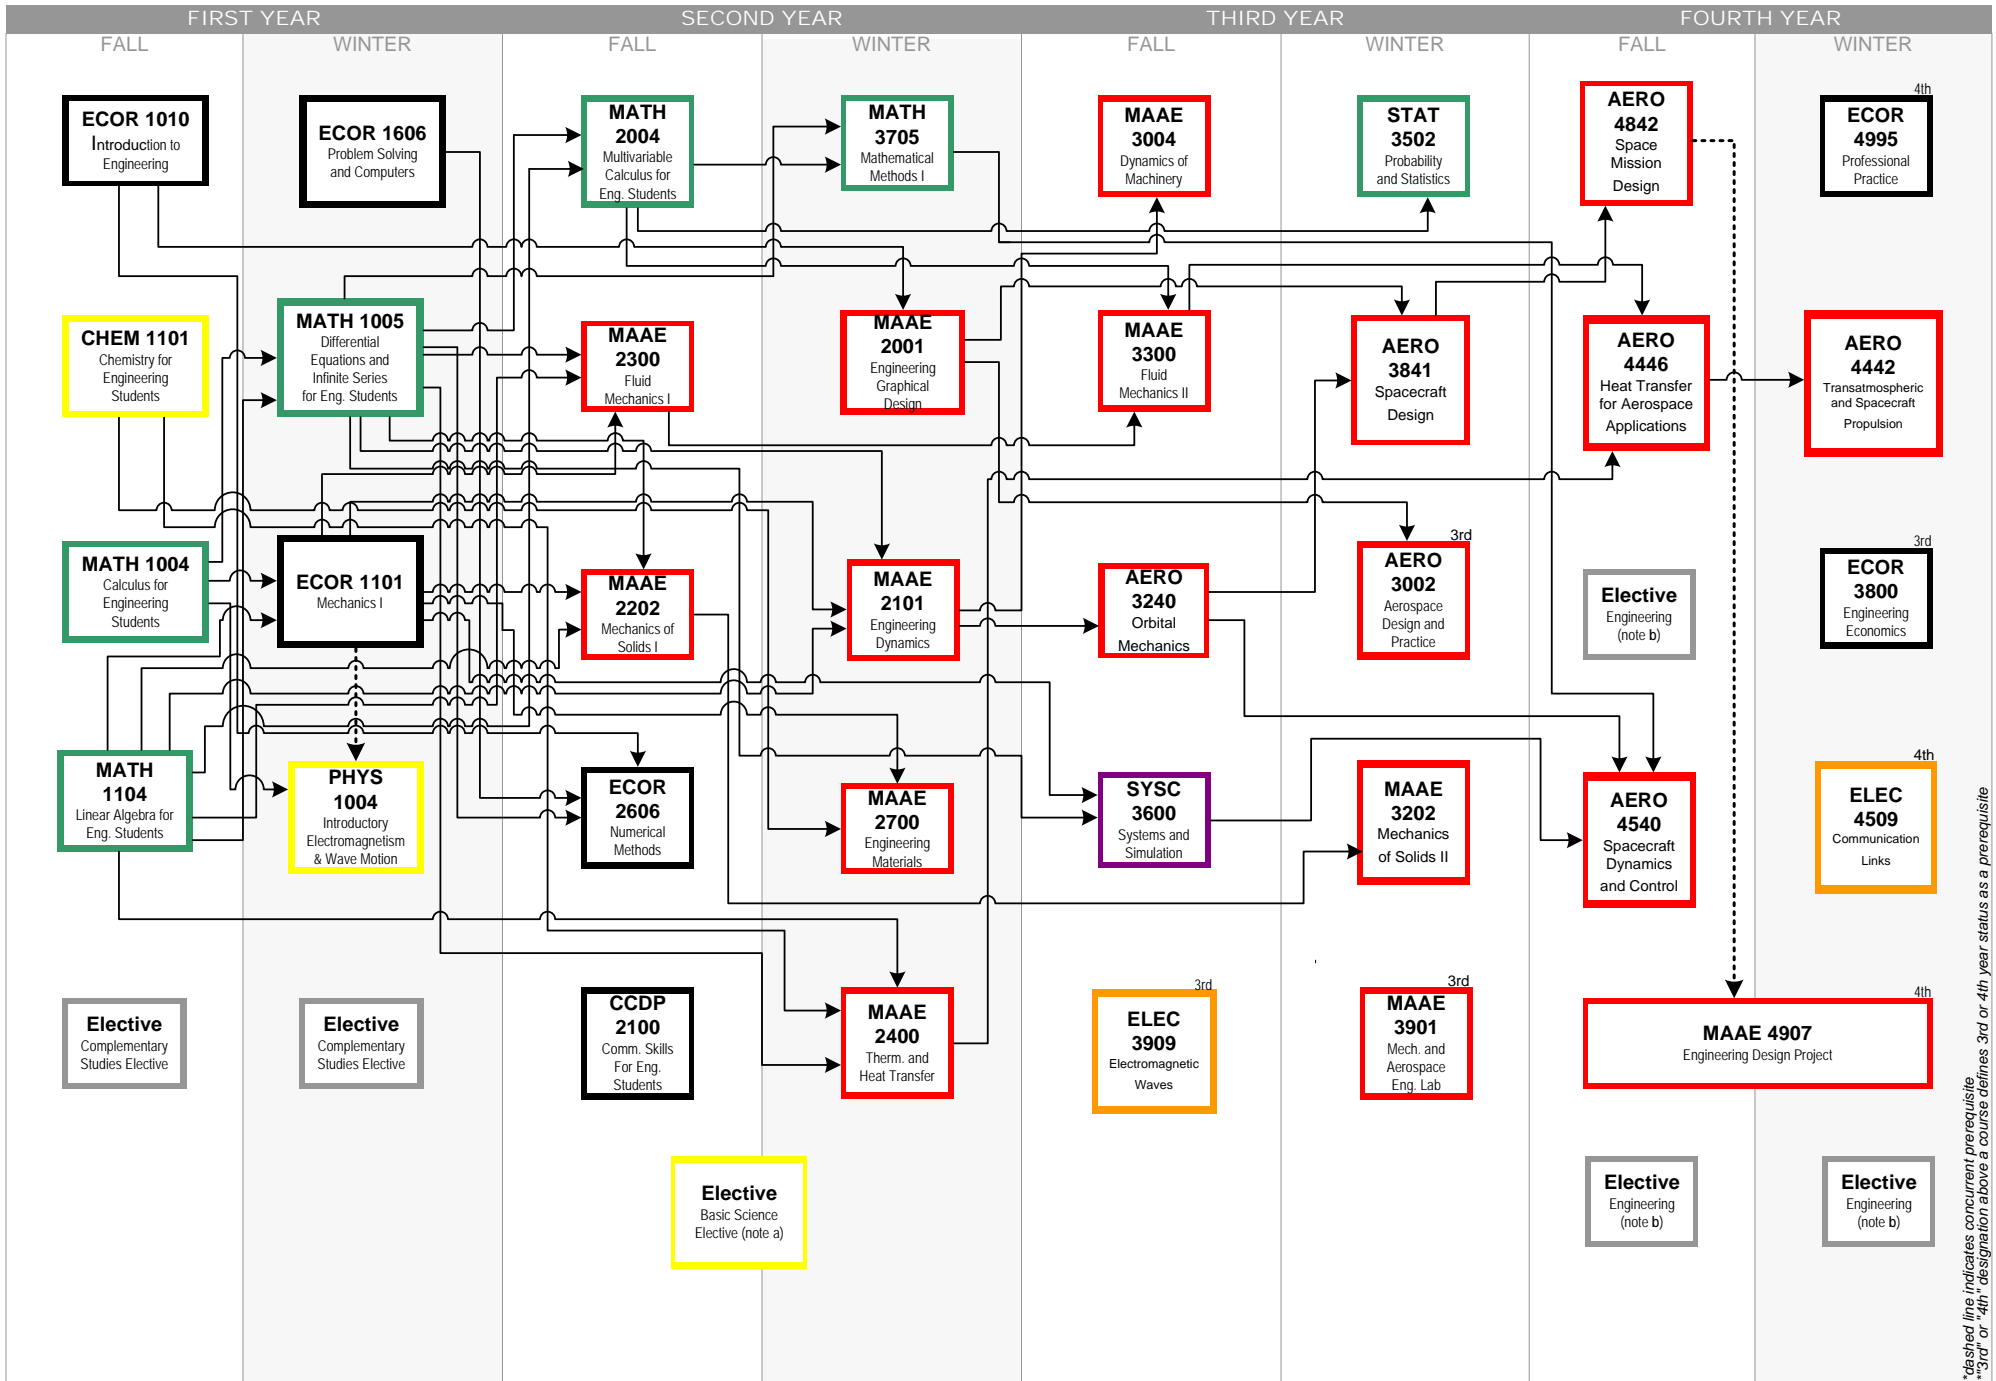 FIRST YEAR
SECOND YEAR
THIRD YEAR
FOURTH YEAR
FALL
WINTER
FALL
WINTER
FALL
WINTER
FALL
WINTER
ECOR 1010
Introduction to
Engineering
CHEM 1101
Chemistry for
Engineering
Students
MATH 1004
Calculus for
Engineering
Students
MATH
1104
Linear Algebra for
Eng. Students
Elective
Complementary
Studies Elective
ECOR 1606
Problem Solving
and Computers
MATH 1005
Differential
Equations and
Infinite Series
for Eng. Students
ECOR 1101
Mechanics I
PHYS
1004
Introductory
Electromagnetism
& Wave Motion
Elective
Complementary
Studies Elective
MATH
2004
Multivariable
Calculus for
Eng. Students
MAAE
2300
Fluid
Mechanics I
MAAE
2202
Mechanics of
Solids I
ECOR
2606
Numerical
Methods
CCDP
2100
Comm. Skills
For Eng.
Students
Elective
Basic Science
Elective (note a)
MATH
3705
Mathematical
Methods I
MAAE
2001
Engineering
Graphical
Design
MAAE
2101
Engineering
Dynamics
MAAE
2700
Engineering
Materials
MAAE
2400
Therm. and
Heat Transfer
MAAE
3004
Dynamics of
Machinery
MAAE
3300
Fluid
Mechanics II
AERO
3240
Orbital
Mechanics
SYSC
3600
Systems and
Simulation
3rd
ELEC
3909
Electromagnetic
Waves
STAT
3502
Probability
and Statistics
AERO
3841
Spacecraft
Design
3rd
AERO
3002
Aerospace
Design and
Practice
MAAE
3202
Mechanics
of Solids II
3rd
MAAE
3901
Mech. and
Aerospace
Eng. Lab
AERO
4842
Space
Mission
Design
AERO
4446
Heat Transfer
for Aerospace
Applications
Elective
Engineering
(note b)
AERO
4540
Spacecraft
Dynamics
and Control
4th
MAAE 4907
Engineering Design Project
Elective
Engineering
(note b)
4th
ECOR
4995
Professional
Practice
AERO
4442
Transatmospheric
and Spacecraft
Propulsion
3rd
ECOR
3800
Engineering
Economics
4th
ELEC
4509
Communication
Links
Elective
Engineering
(note b)
*dashed line indicates concurrent prerequisite
*"3rd" or "4th" designation above a course defines 3rd or 4th year status as a prerequisite